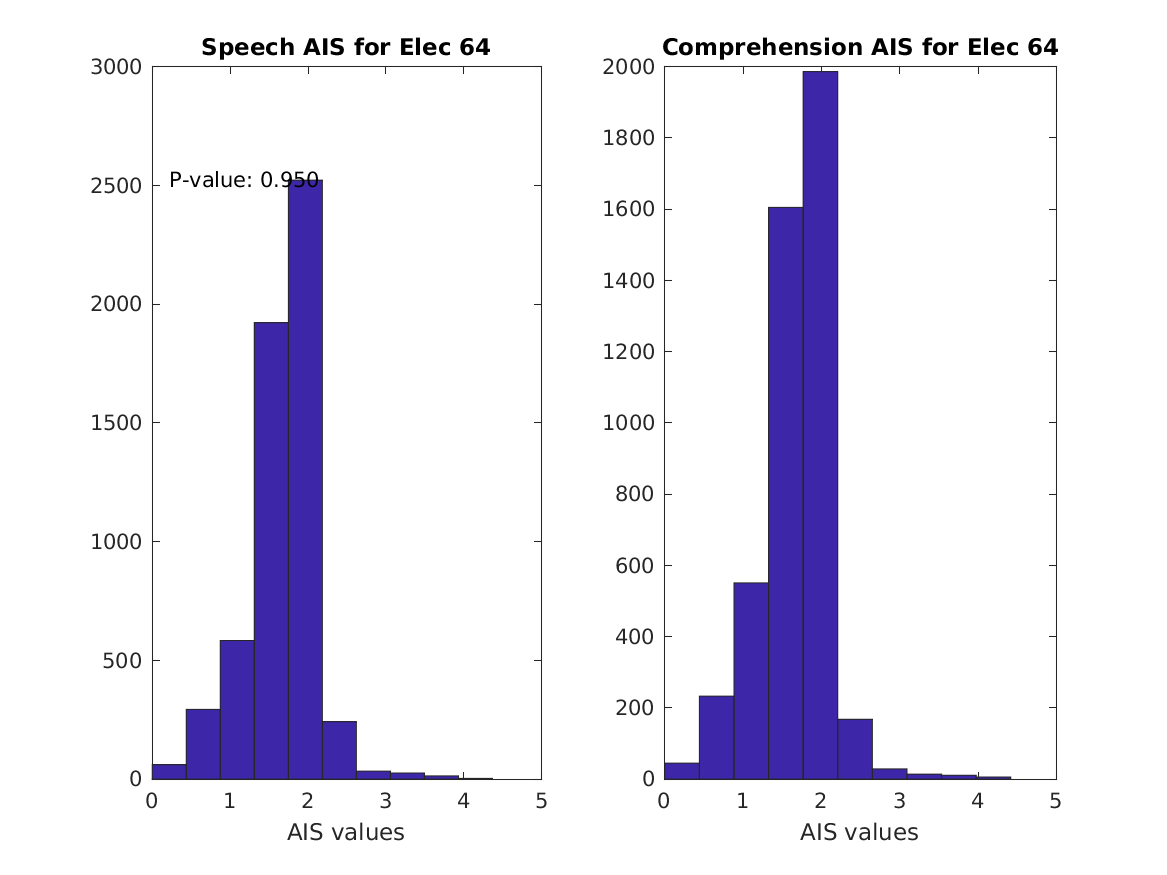 Speech AIS for Elec 64
3000
2500
2000
1500
1000
500
0
P-value: 0.950
0 1 2 3 4 5
AIS values
Comprehension AIS for Elec 64
2000
1800
1600
1400
1200
1000
800
600
400
200
0
0 1 2 3 4 5
AIS values